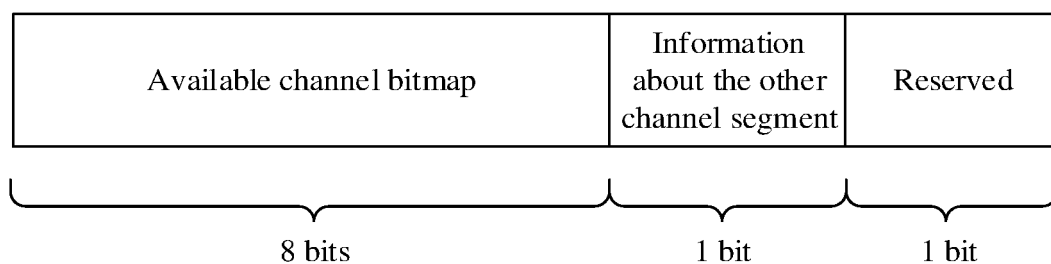 Available channel bitmap
Information
about the other
channel segment
Reserved
8 bits
1 bit
1 bit